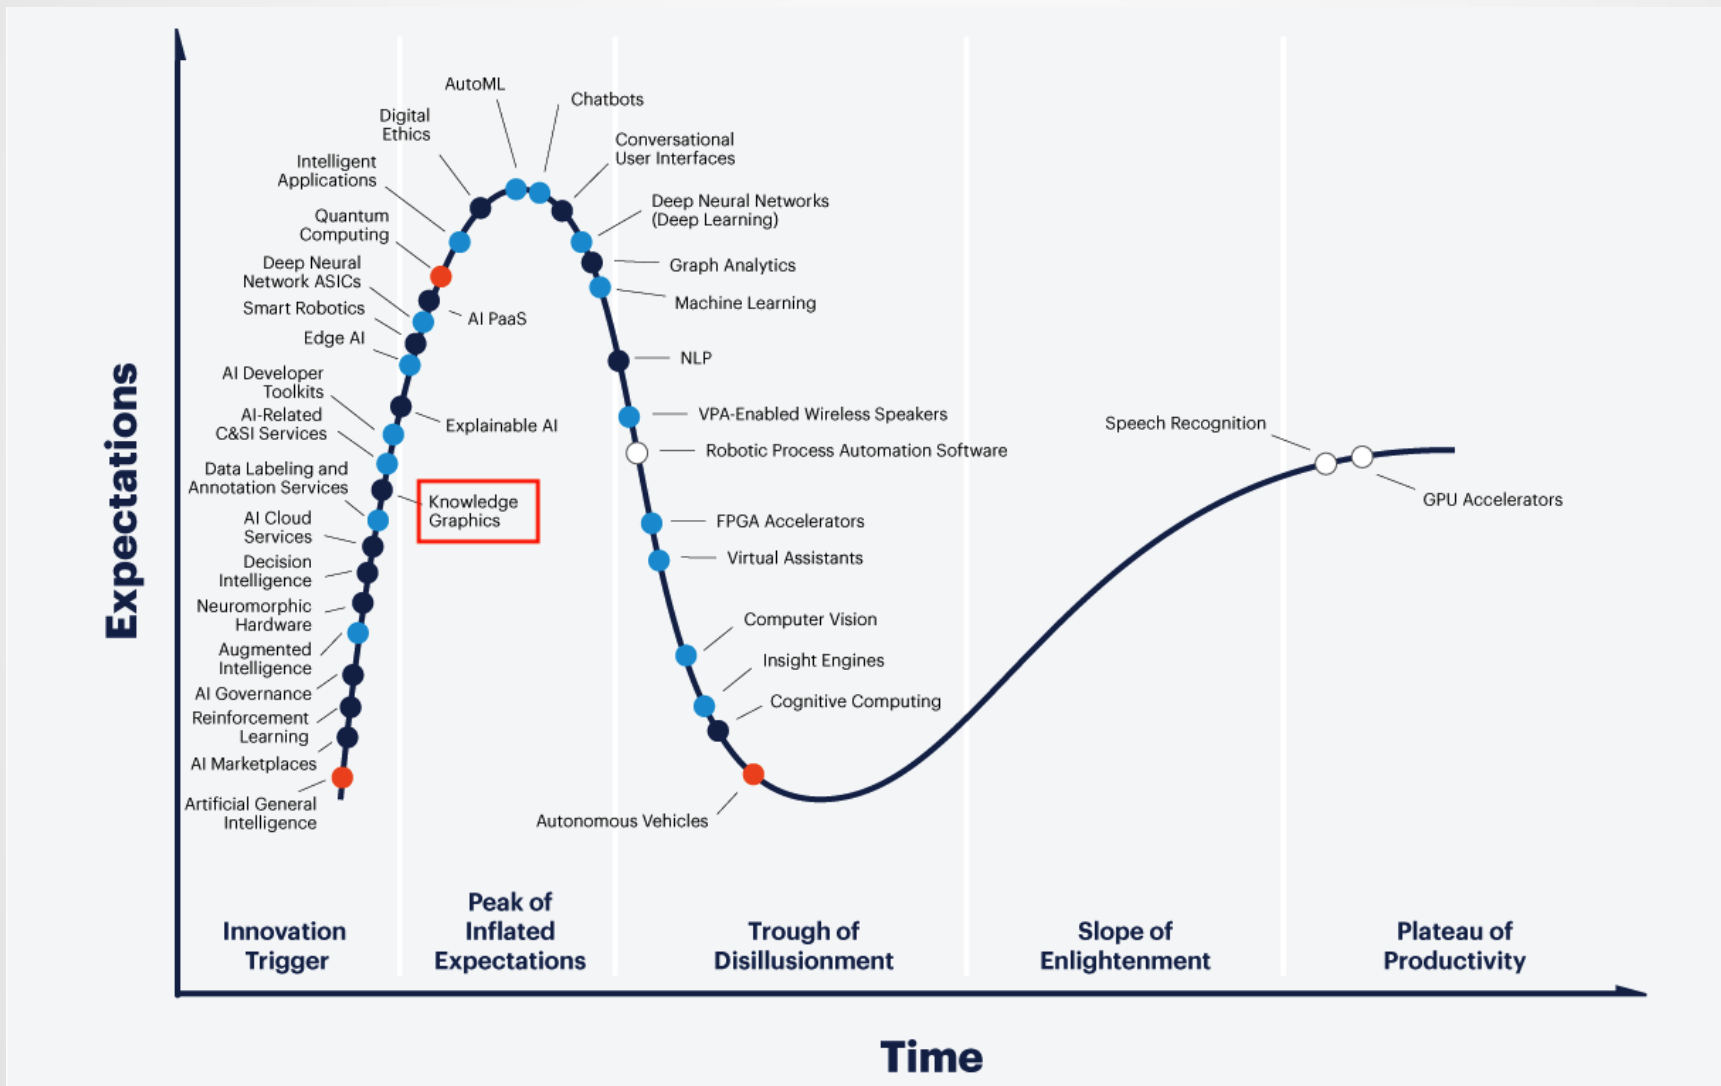 AutoML
Chatbots
Digital
Ethics
Conversational
User Interfaces
Intelligent
Applications
Deep Neural Networks
(Deep Learning)
Quantum
Computing
Graph Analytics
Deep Neural
Network ASICs
Machine Learning
Smart Robotics
AI PaaS
Edge AI
NLP
AI Developer
Toolkits
AI-Related
C&SI Services
Explainable AI
VPA-Enabled Wireless Speakers
Robotic Process Automation Software
Speech Recognition
Data Labeling and
Annotation Services
Knowledge
Graphics
GPU Accelerators
AI Cloud
Services
FPGA Accelerators
Decision
Intelligence
Virtual Assistants
Neuromorphic
Hardware
Computer Vision
Augmented
Intelligence
Insight Engines
AI Governance
Cognitive Computing
Reinforcement
Learning
AI Marketplaces
Artificial General
Intelligence
Autonomous Vehicles
Expectations
Innovation
Trigger
Peak of
Inflated
Expectations
Trough of
Disillusionment
Slope of
Enlightenment
Plateau of
Productivity
Time